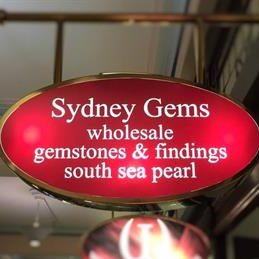 Sydney Gems
wholesale
gemstones & findings
south sea pearl